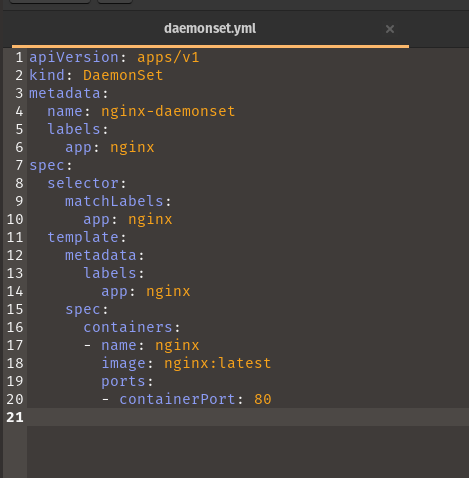 daemonset.yml ×
1 apiVersion: apps/v1
2 kind: DaemonSet
3 metadata:
4   name: nginx-daemonset
5   labels:
6     app: nginx
7 spec:
8   selector:
9     matchLabels:
10       app: nginx
11   template:
12     metadata:
13       labels:
14         app: nginx
15     spec:
16       containers:
17       - name: nginx
18         image: nginx:latest
19         ports:
20         - containerPort: 80
21